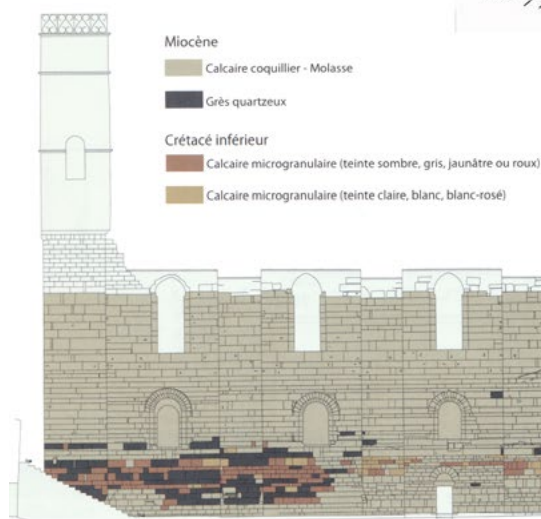 Miocène
Calcaire coquillier - Molasse
Grès quartzeux
Crétacé inférieur
Calcaire microgranulaire (teinte sombre, gris, jaunâtre ou roux)
Calcaire microgranulaire (teinte claire, blanc, blanc-rosé)